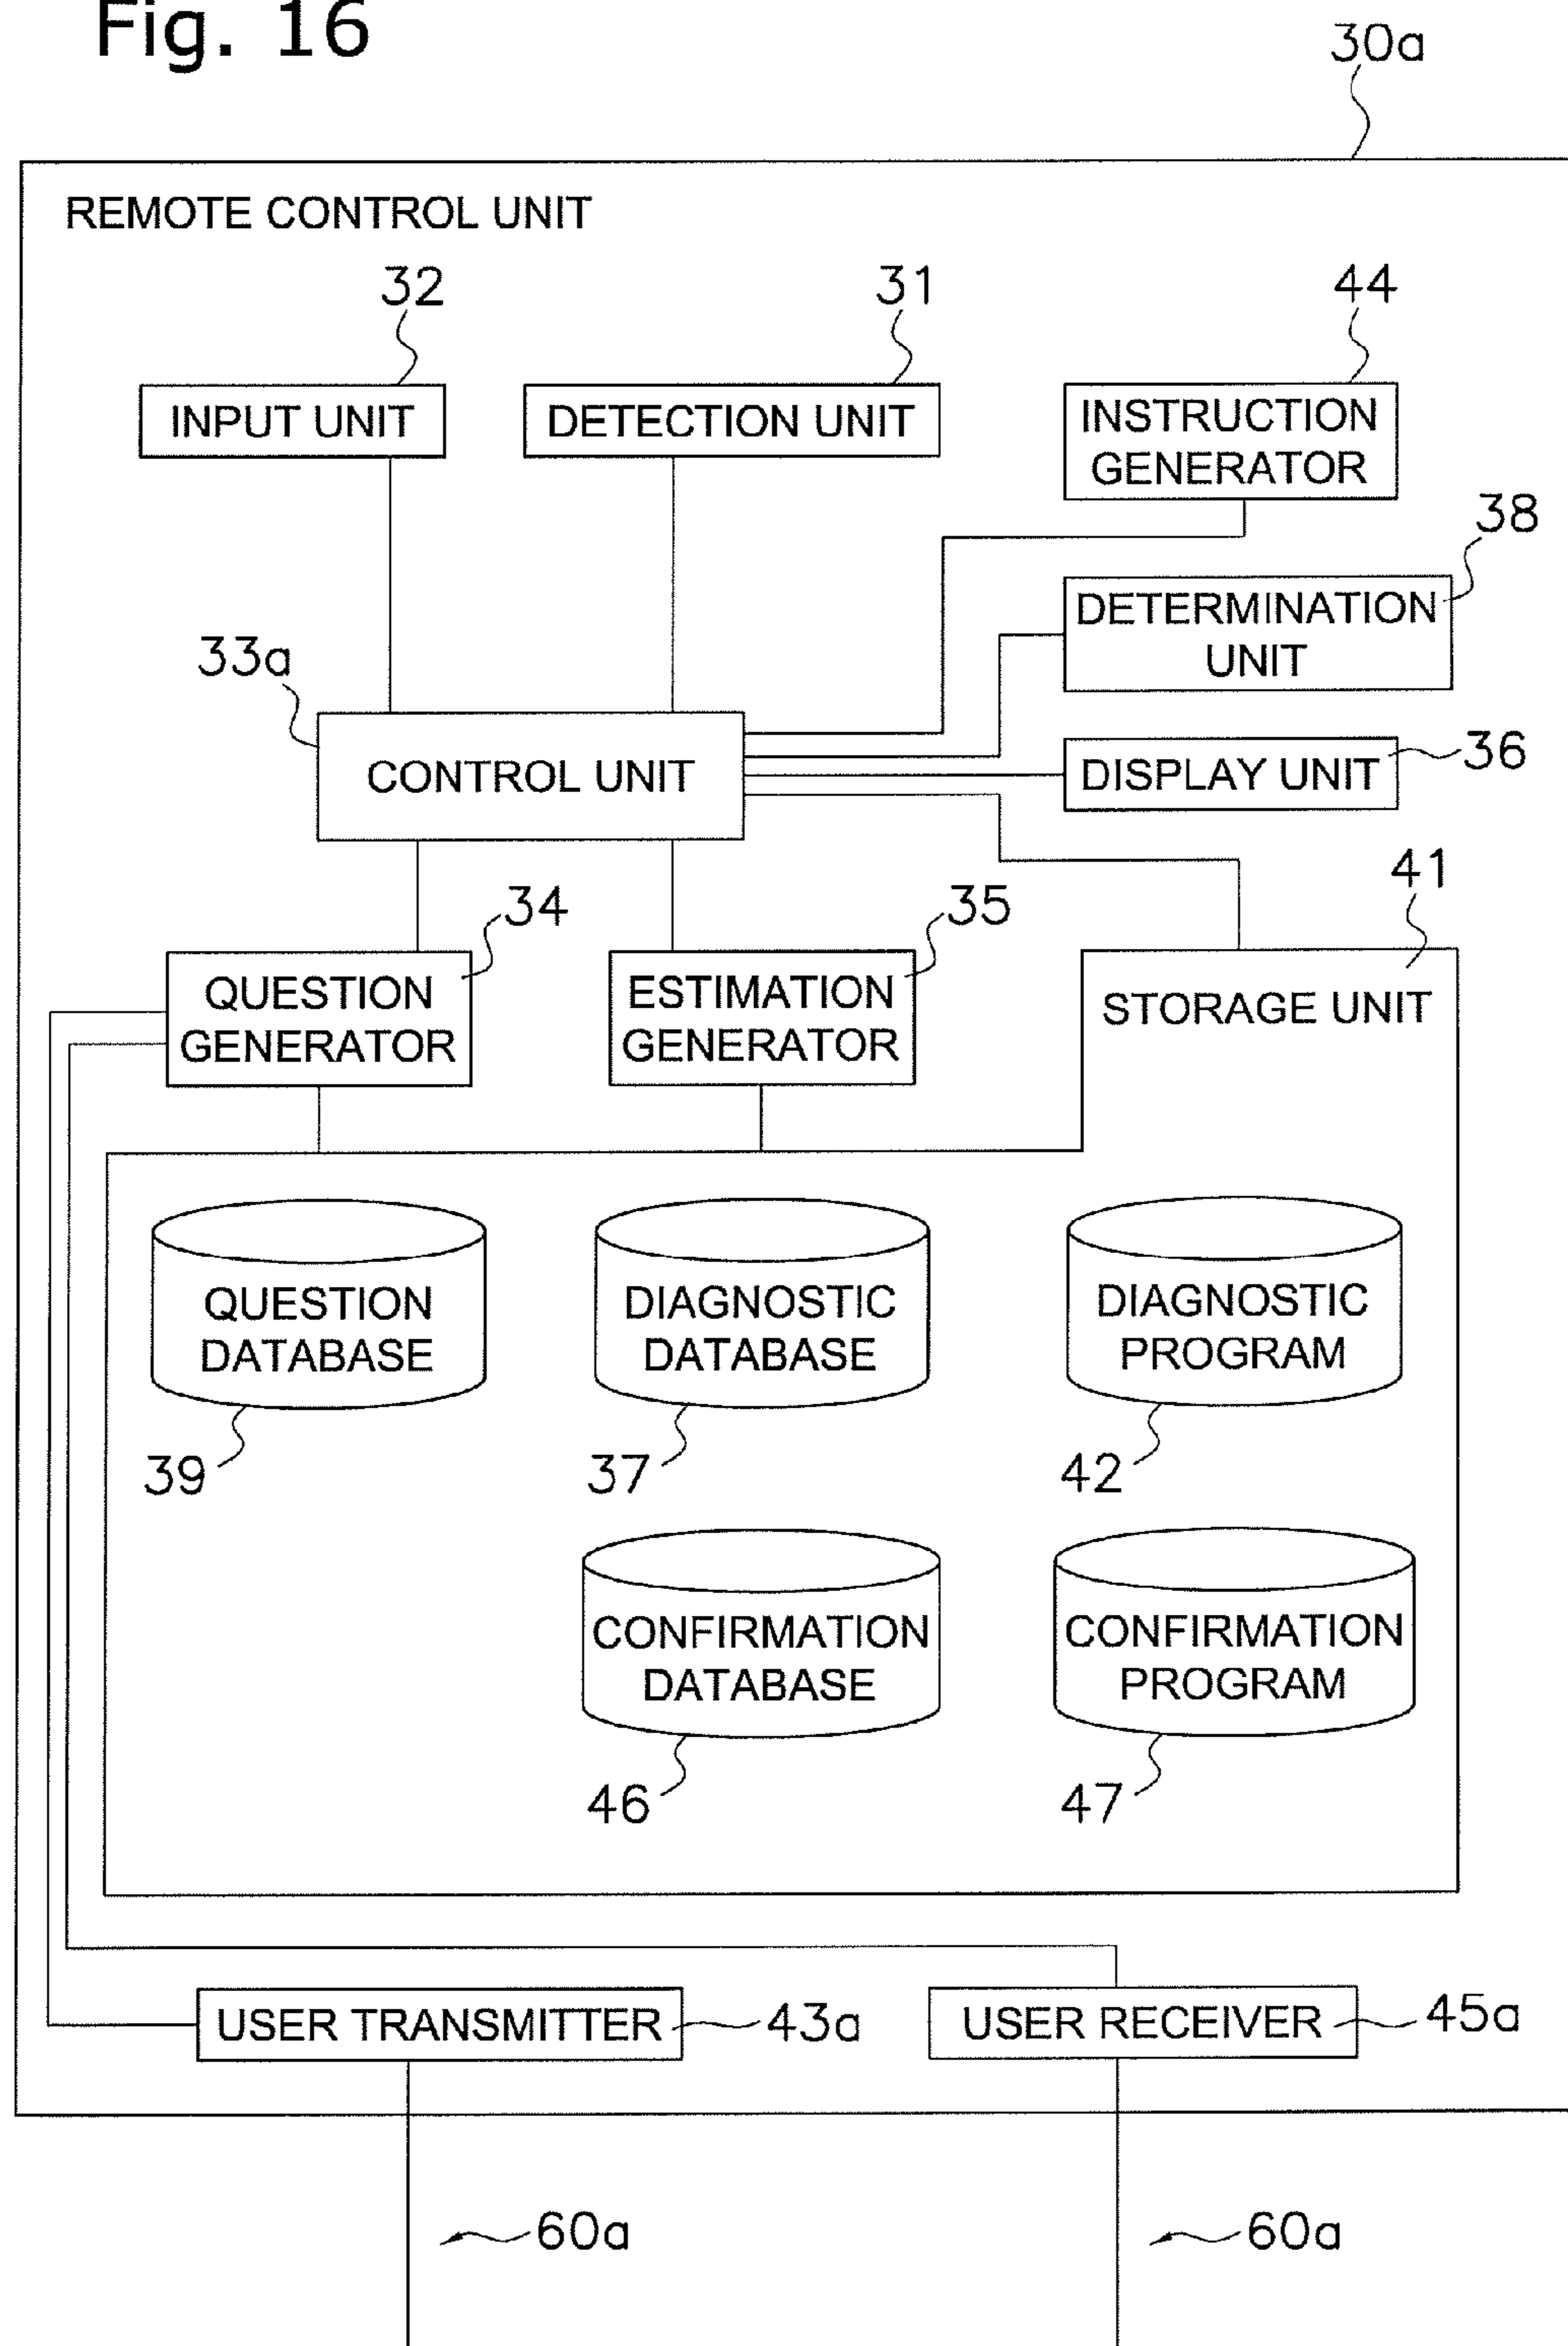 Fig. 16
30a
REMOTE CONTROL UNIT
32
31
44
INPUT UNIT
DETECTION UNIT
INSTRUCTION
GENERATOR
38
DETERMINATION
UNIT
33a
CONTROL UNIT
DISPLAY UNIT
36
34
35
41
QUESTION
GENERATOR
ESTIMATION
GENERATOR
STORAGE UNIT
QUESTION
DATABASE
DIAGNOSTIC
DATABASE
DIAGNOSTIC
PROGRAM
39
37
42
CONFIRMATION
DATABASE
CONFIRMATION
PROGRAM
46
47
USER TRANSMITTER
43a
USER RECEIVER
45a
60a
60a